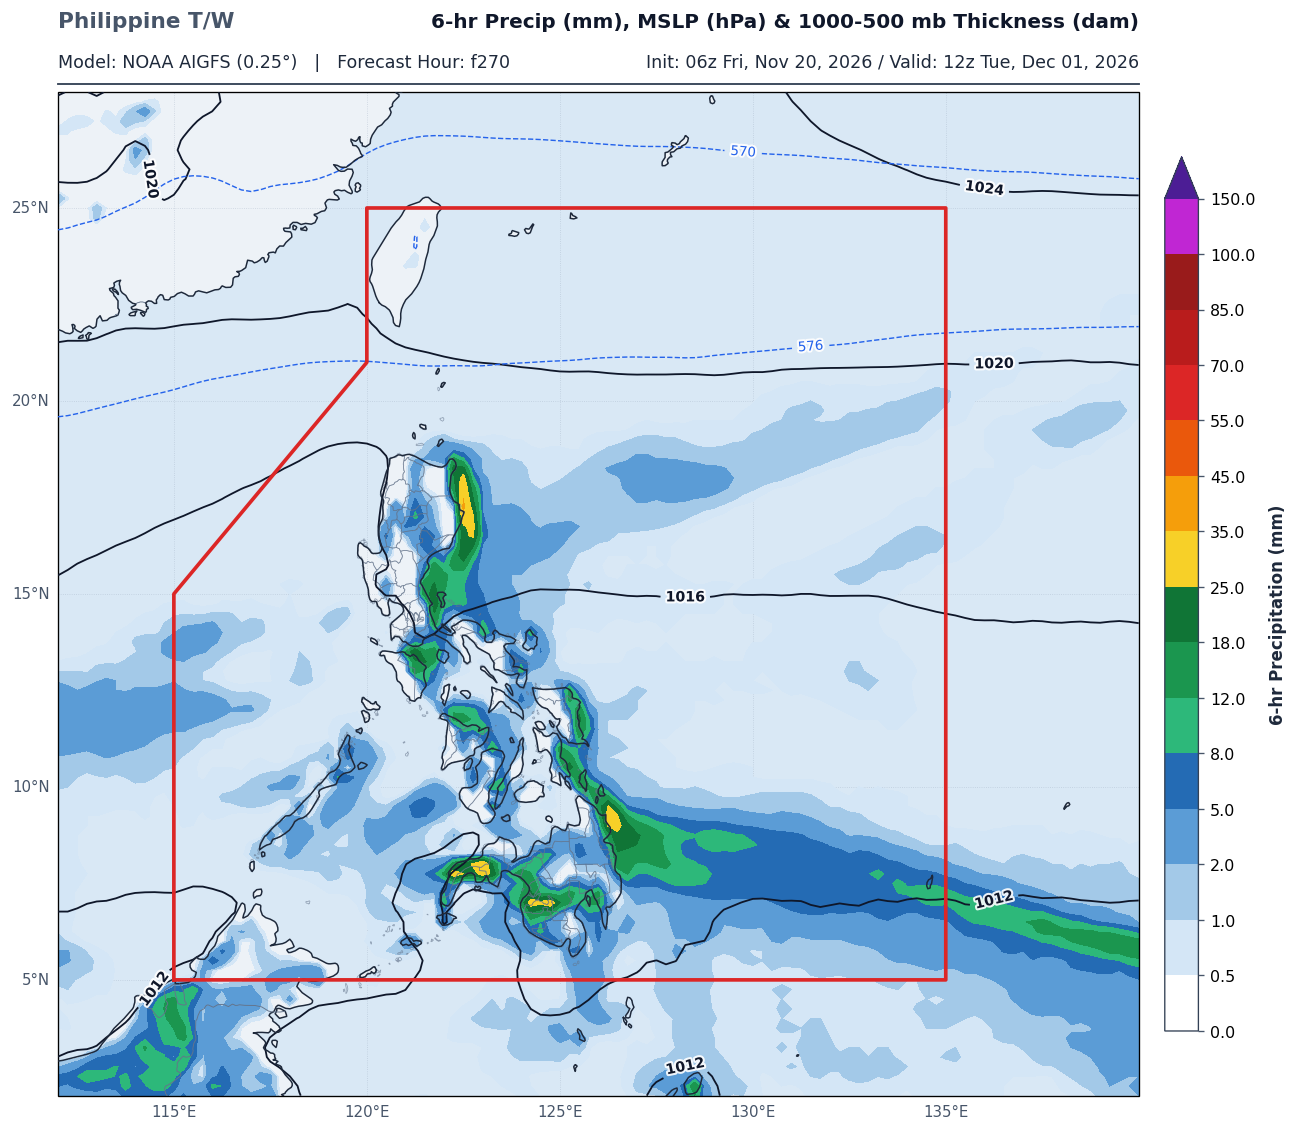 Philippine T/W
6-hr Precip (mm), MSLP (hPa) & 1000-500 mb Thickness (dam)
Model: NOAA AIGFS (0.25°) | Forecast Hour: f270
Init: 06z Fri, Nov 20, 2026 / Valid: 12z Tue, Dec 01, 2026
570
1020
1024
25°N
576
1020
20°N
1016
15°N
10°N
1012
1012
5°N
1012
115°E
120°E
125°E
130°E
135°E
150.0
100.0
85.0
70.0
55.0
45.0
35.0
25.0
18.0
12.0
8.0
5.0
2.0
1.0
0.5
0.0
6-hr Precipitation (mm)